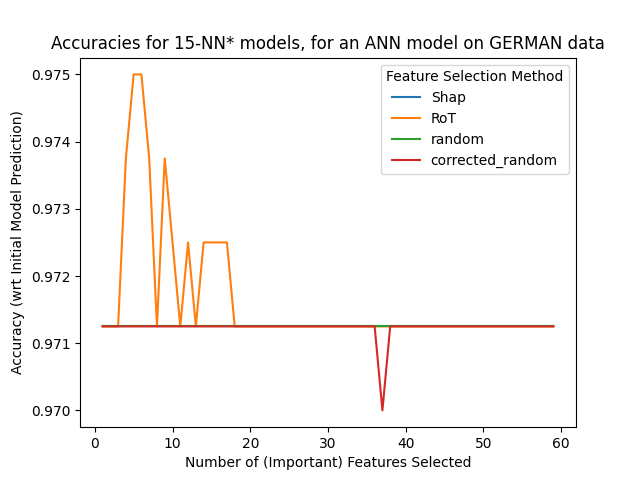 Accuracies for 15-NN* models, for an ANN model on GERMAN data
Feature Selection Method
Shap
RoT
random
corrected_random
Accuracy (wrt Initial Model Prediction)
0.975
0.974
0.973
0.972
0.971
0.970
0
10
20
30
40
50
60
Number of (Important) Features Selected